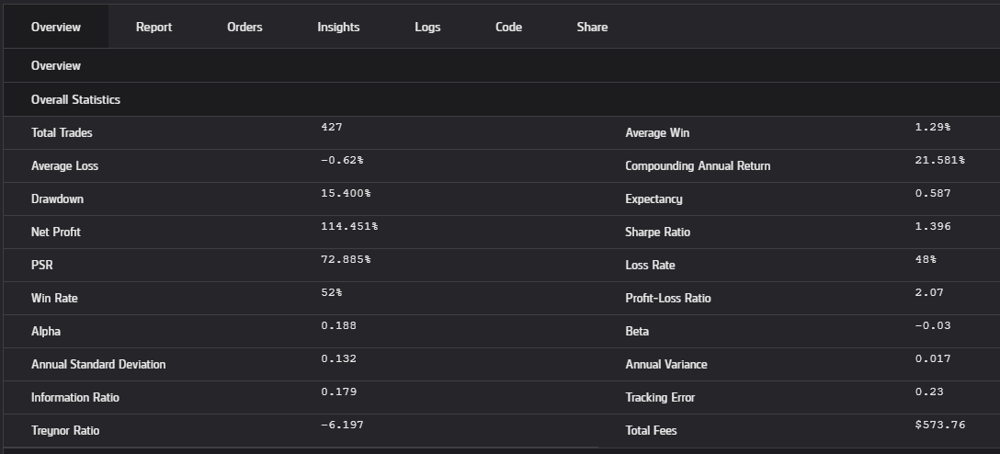 Overview Report Orders Insights Logs Code Share
Overview
Overall Statistics
Total Trades 427 Average Win 1.29%
Average Loss -0.62% Compounding Annual Return 21.581%
Drawdown 15.400% Expectancy 0.587
Net Profit 114.451% Sharpe Ratio 1.396
PSR 72.885% Loss Rate 48%
Win Rate 52% Profit-Loss Ratio 2.07
Alpha 0.188 Beta -0.03
Annual Standard Deviation 0.132 Annual Variance 0.017
Information Ratio 0.179 Tracking Error 0.23
Treynor Ratio -6.197 Total Fees $573.76